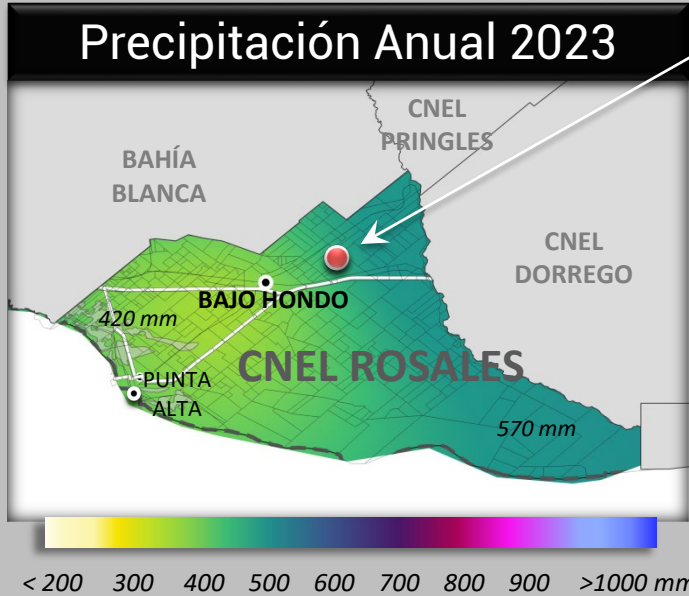 Precipitación Anual 2023
CNEL
PRINGLES
BAHÍA
BLANCA
CNEL
DORREGO
BAJO HONDO
420 mm
CNEL ROSALES
PUNTA
ALTA
570 mm
< 200 300 400 500 600 700 800 900 >1000 mm